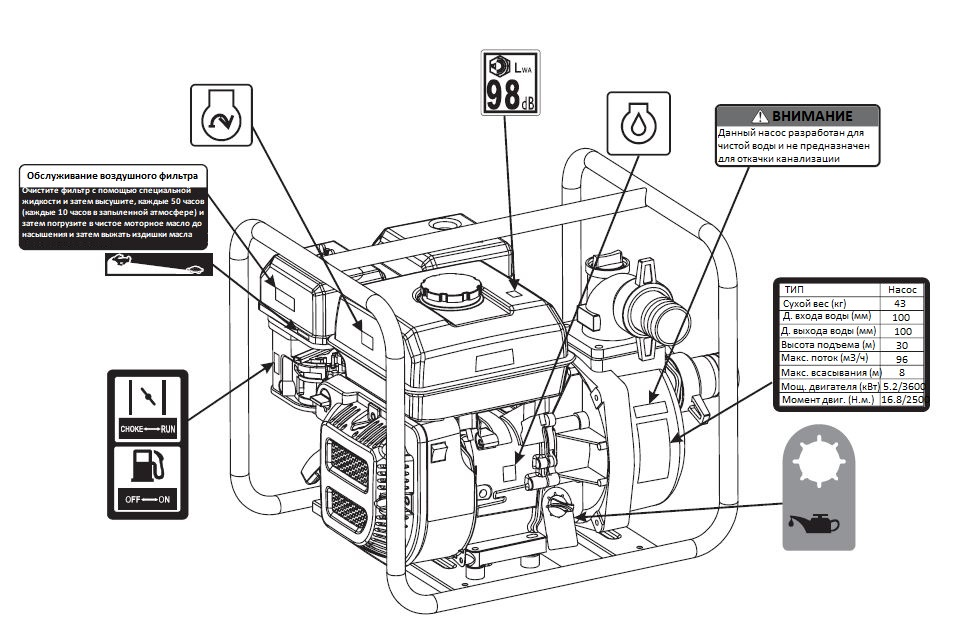 LWA
98 dB
ВНИМАНИЕ
Данный насос разработан для
чистой воды и не предназначен
для откачки канализации
Обслуживание воздушного фильтра
Очистите фильтр с помощью специальной
жидкости и затем высушите, каждые 50 часов
(каждые 10 часов в запыленной атмосфере) и
затем погрузите в чистое моторное масло до
насышения и затем выжать издишки масла
ТИП Насос
Сухой вес (кг) 43
Д. входа воды (мм) 100
Д. выхода воды (мм) 100
Высота подъема (м) 30
Макс. поток (м3/ч) 96
Макс. всасывания (м 8
Мощ. двигателя (кВт) 5.2/3600
Момент двиг. (Н.м.) 16.8/2500
CHOKE RUN
OFF ON